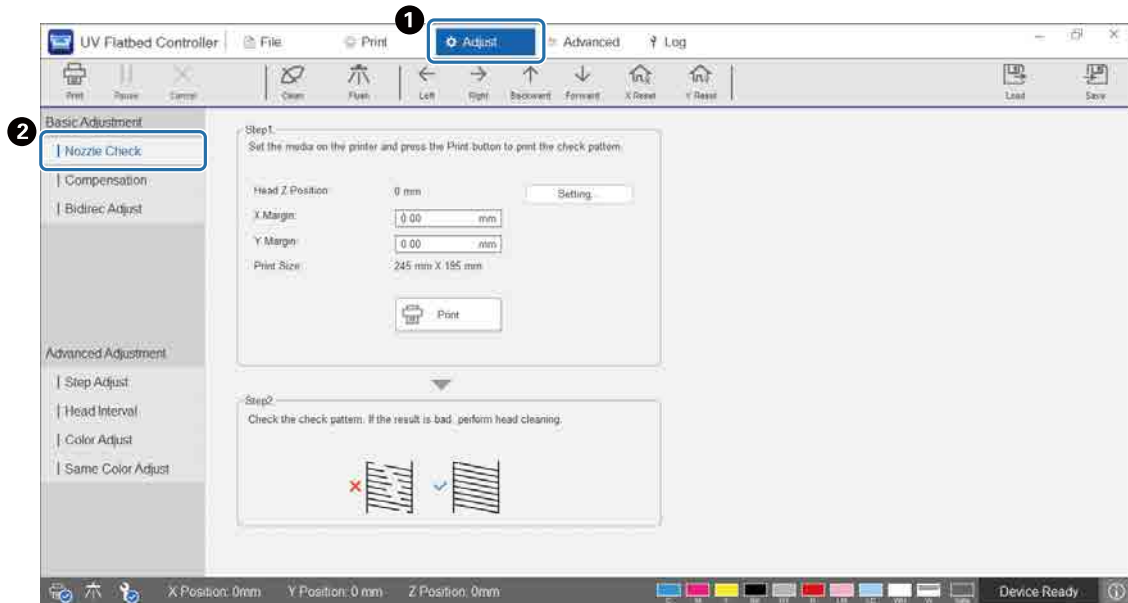 1
UV Flatbed Controller File Print Adjust Advanced Log
Print Pause Cancel Clean Flush Left Right Backward Forward X Reset Y Reset Load Save
Basic Adjustment
2
Nozzle Check
Compensation
Bidirec Adjust
Advanced Adjustment
Step Adjust
Head Interval
Color Adjust
Same Color Adjust
Step1.
Set the media on the printer and press the Print button to print the check pattern.
Head Z Position: 0 mm Setting...
X Margin: 0.00 mm
Y Margin: 0.00 mm
Print Size: 245 mm X 195 mm
Print
Step2.
Check the check pattern. If the result is bad, perform head cleaning.
X Position: 0mm Y Position: 0 mm Z Position: 0mm Device Ready